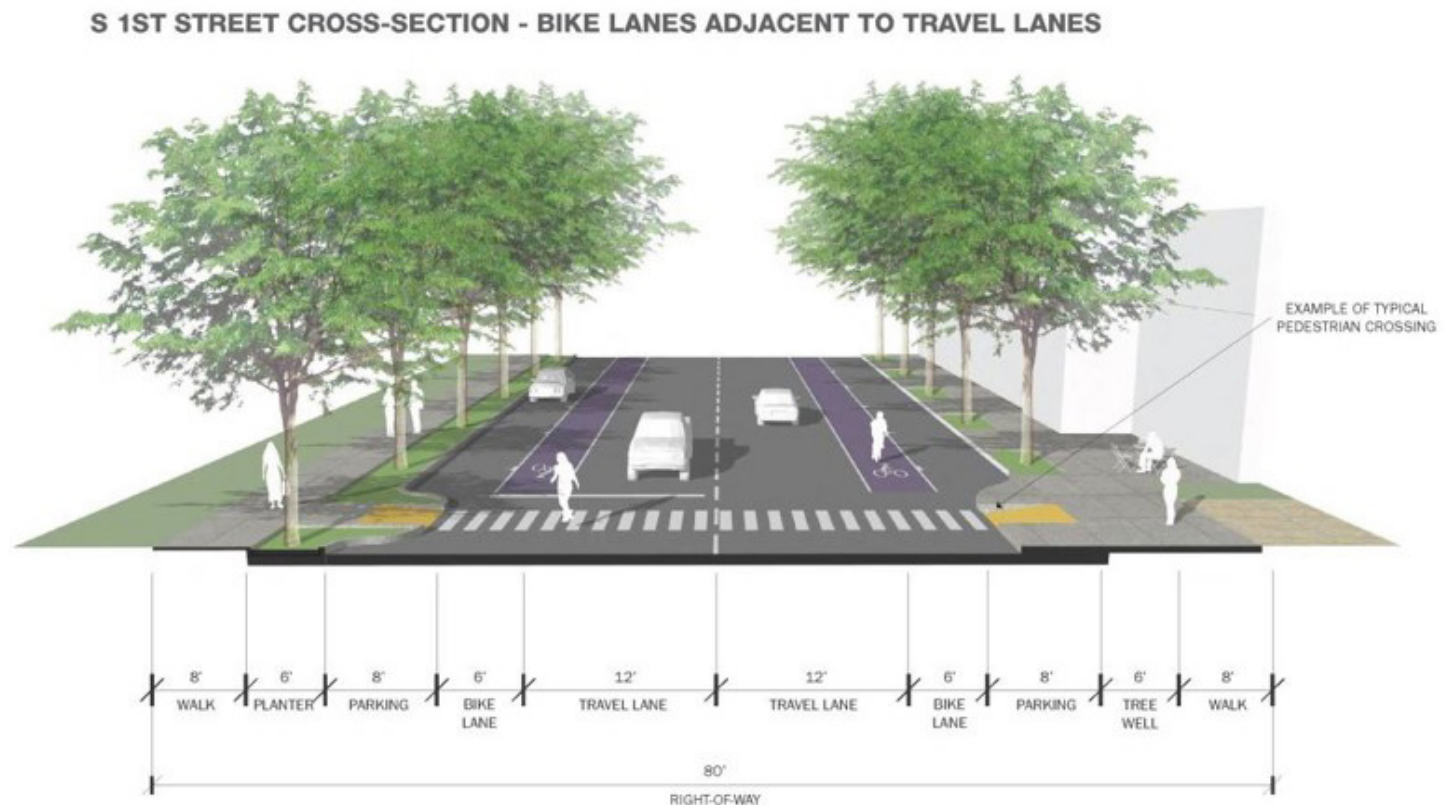 S 1ST STREET CROSS-SECTION - BIKE LANES ADJACENT TO TRAVEL LANES
EXAMPLE OF TYPICAL
PEDESTRIAN CROSSING
8' 6' 8' 6' 12' 12' 6' 8' 6' 8'
WALK PLANTER PARKING BIKE TRAVEL LANE TRAVEL LANE BIKE PARKING TREE WALK
LANE LANE WELL
80'
RIGHT-OF-WAY